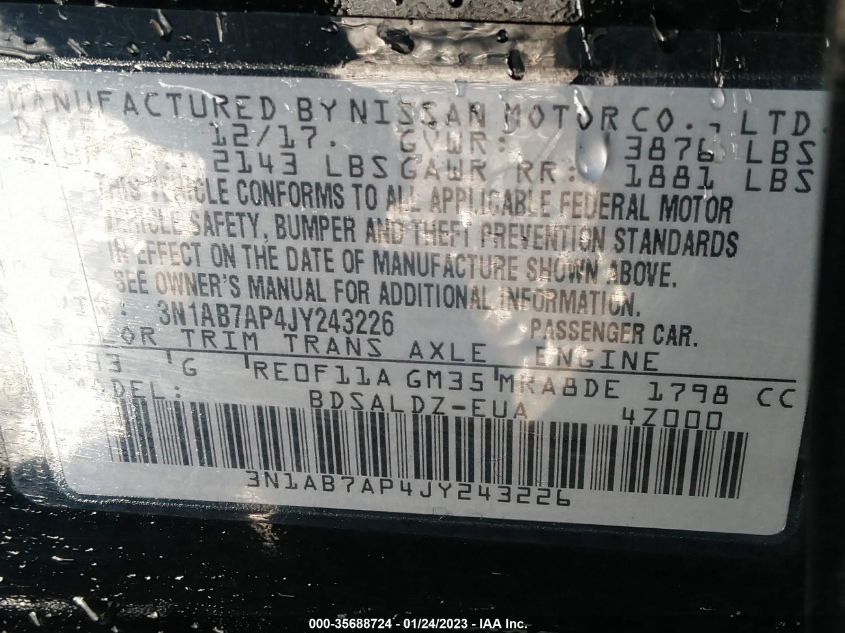 MANUFACTURED BY NISSAN MOTOR CO., LTD
DATE 12/17. GVWR: 3876 LBS
2143 LBS GAWR RR: 1881 LBS
THIS VEHICLE CONFORMS TO ALL APPLICABLE FEDERAL MOTOR
VEHICLE SAFETY, BUMPER AND THEFT PREVENTION STANDARDS
IN EFFECT ON THE DATE OF MANUFACTURE SHOWN ABOVE.
SEE OWNER'S MANUAL FOR ADDITIONAL INFORMATION.
: 3N1AB7AP4JY243226 PASSENGER CAR.
LOR TRIM TRANS AXLE ENGINE
G RE0F11A GM35 MRA8DE 1798 CC
MODEL: BDSALDZ-EUA 4Z000
3N1AB7AP4JY243226
000-35688724 - 01/24/2023 - IAA Inc.